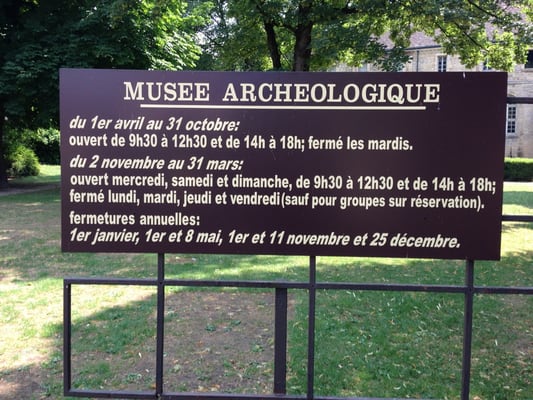 MUSEE ARCHEOLOGIQUE
du 1er avril au 31 octobre:
ouvert de 9h30 à 12h30 et de 14h à 18h; fermé les mardis.
du 2 novembre au 31 mars:
ouvert mercredi, samedi et dimanche, de 9h30 à 12h30 et de 14h à 18h;
fermé lundi, mardi, jeudi et vendredi(sauf pour groupes sur réservation).
fermetures annuelles:
1er janvier, 1er et 8 mai, 1er et 11 novembre et 25 décembre.